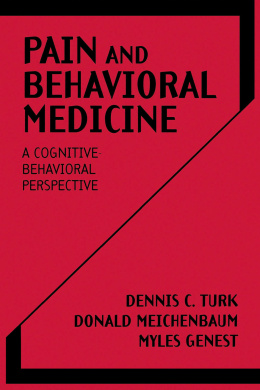 PAIN AND
BEHAVIORAL
MEDICINE
A COGNITIVE-
BEHAVIORAL
PERSPECTIVE
DENNIS C. TURK
DONALD MEICHENBAUM
MYLES GENEST